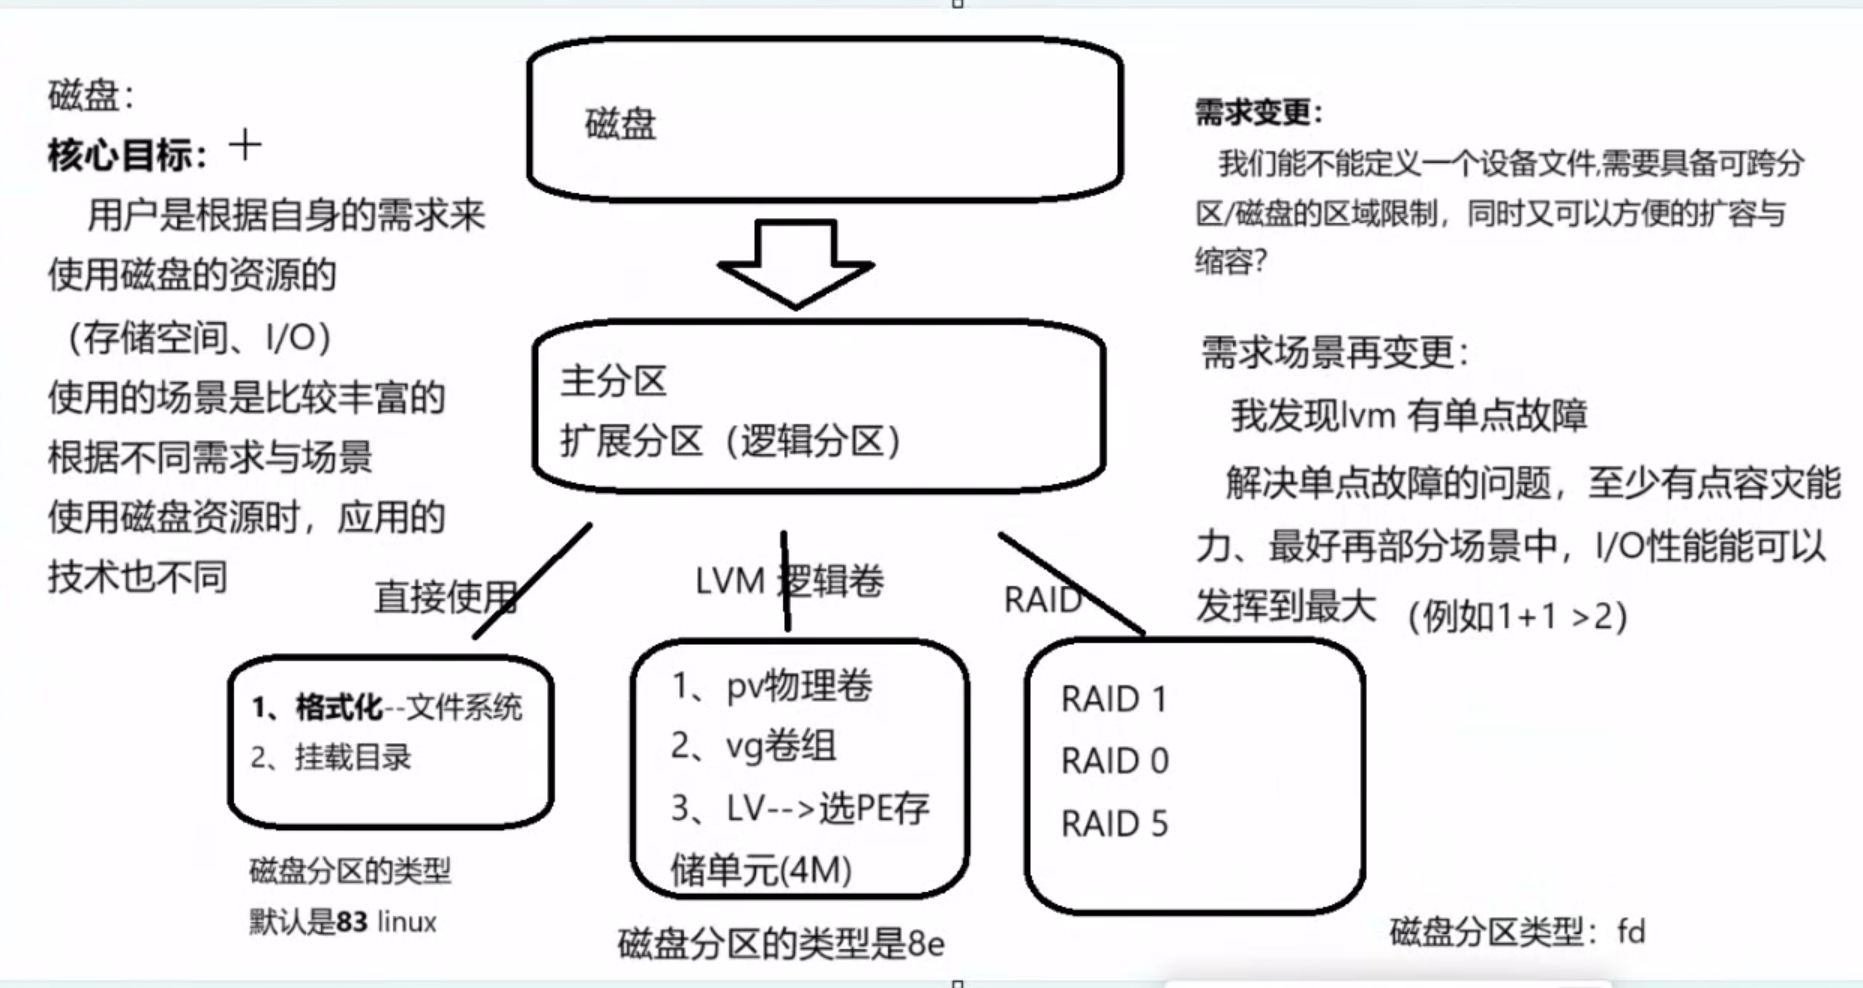 磁盘：
核心目标：
用户是根据自身的需求来
使用磁盘的资源的
（存储空间、I/O）
使用的场景是比较丰富的
根据不同需求与场景
使用磁盘资源时，应用的
技术也不同
磁盘
主分区
扩展分区（逻辑分区）
需求变更：
我们能不能定义一个设备文件,需要具备可跨分
区/磁盘的区域限制，同时又可以方便的扩容与
缩容？
需求场景再变更：
我发现lvm 有单点故障
解决单点故障的问题，至少有点容灾能
力、最好再部分场景中，I/O性能能可以
发挥到最大 （例如1+1 >2）
直接使用
LVM 逻辑卷
RAID
1、格式化--文件系统
2、挂载目录
磁盘分区的类型
默认是83 linux
1、pv物理卷
2、vg卷组
3、LV-->选PE存
储单元(4M)
磁盘分区的类型是8e
RAID 1
RAID 0
RAID 5
磁盘分区类型：fd